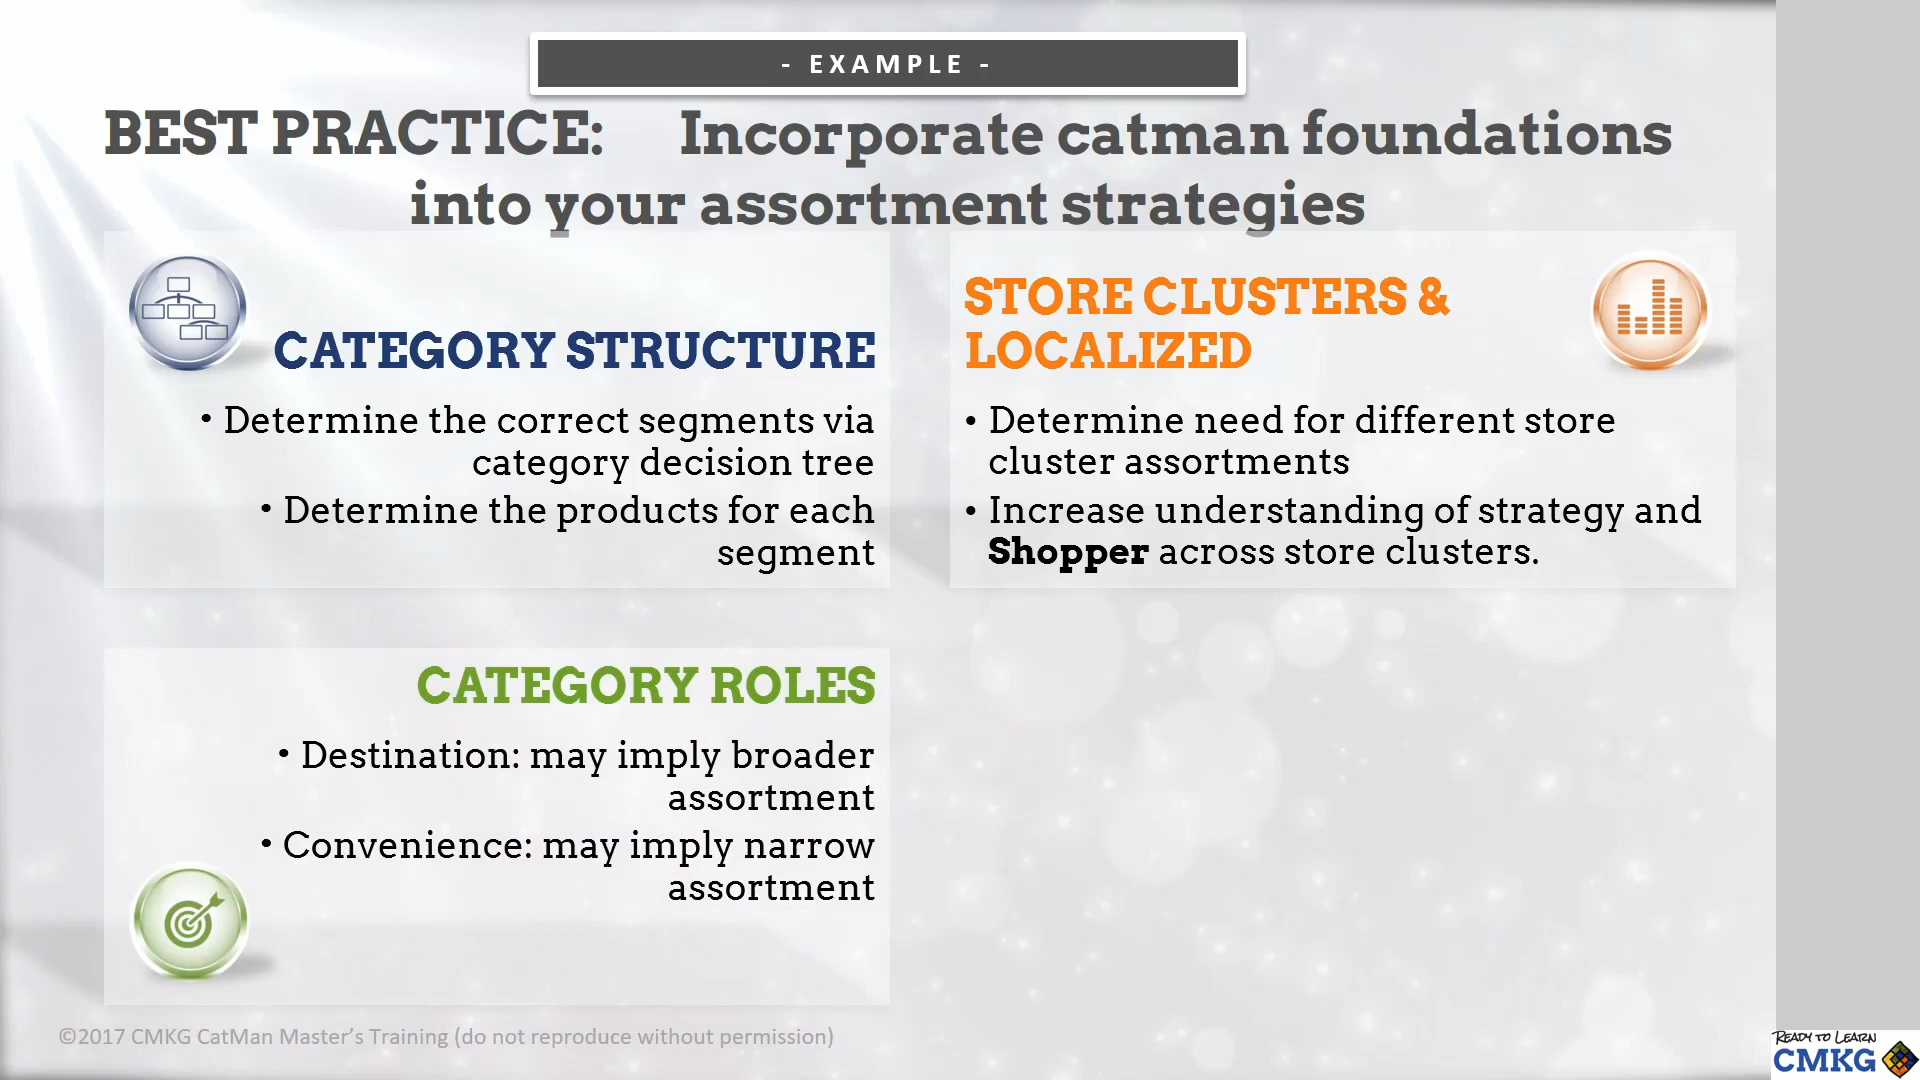 - EXAMPLE -
BEST PRACTICE: Incorporate catman foundations
into your assortment strategies
CATEGORY STRUCTURE
• Determine the correct segments via
category decision tree
• Determine the products for each
segment
STORE CLUSTERS &
LOCALIZED
• Determine need for different store
cluster assortments
• Increase understanding of strategy and
Shopper across store clusters.
CATEGORY ROLES
• Destination: may imply broader
assortment
• Convenience: may imply narrow
assortment
©2017 CMKG CatMan Master’s Training (do not reproduce without permission)
READY TO LEARN
CMKG